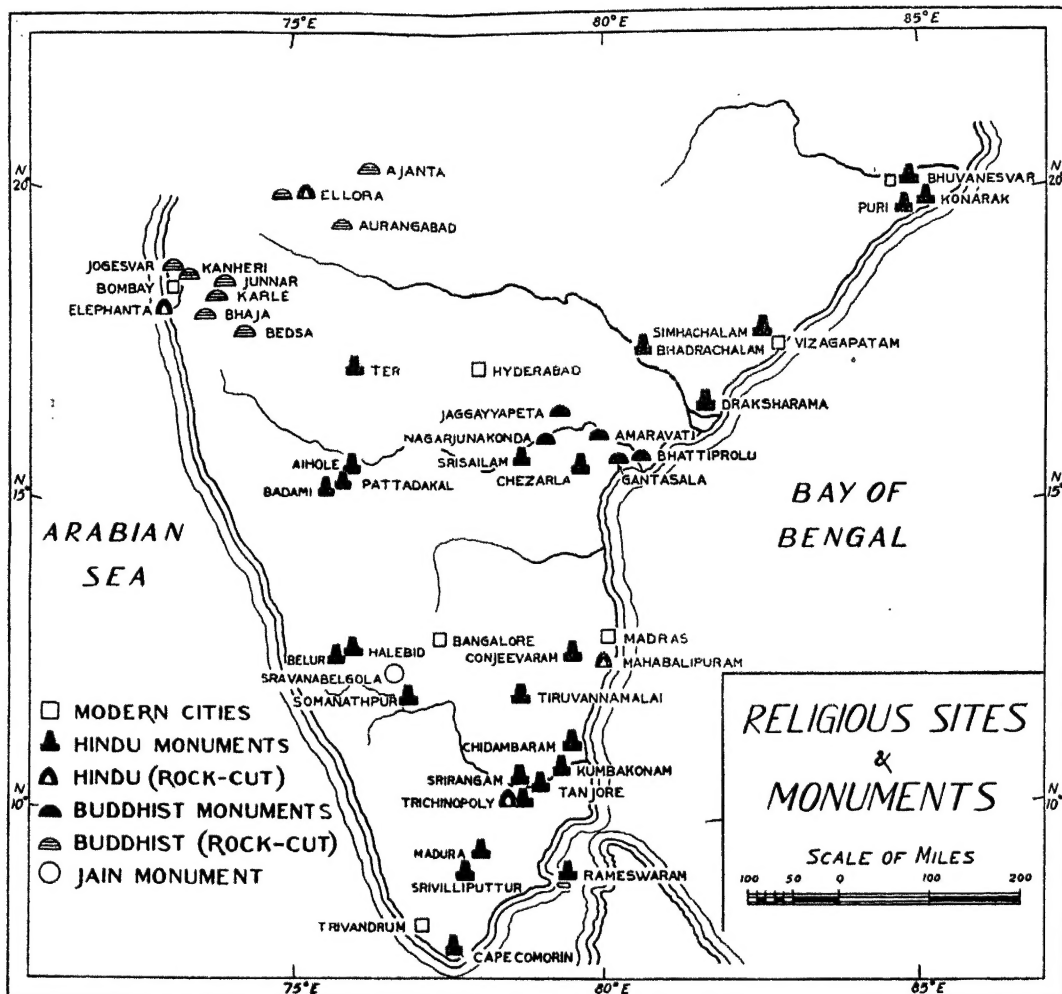 75°E 80°E 85°E
N
20°
N
20°
AJANTA
ELLORA
AURANGABAD
BHUVANESVAR
PURI
KONARAK
JOGESVAR
KANHERI
JUNNAR
BOMBAY
KARLE
ELEPHANTA
BHAJA
BEDSA
SIMHACHALAM
VIZAGAPATAM
BHADRACHALAM
TER
HYDERABAD
DRAKSHARAMA
JAGGAYYAPETA
NAGARJUNAKONDA
AMARAVATI
AIHOLE
SRISAILAM
BHATTIPROLU
BADAMI
PATTADAKAL
CHEZARLA
GANTASALA
N
15°
N
15°
ARABIAN
SEA
BAY OF
BENGAL
BANGALORE
MADRAS
BELUR
HALEBID
CONJEEVARAM
MAHABALIPURAM
SRAVANABELGOLA
SOMANATHPUR
TIRUVANNAMALAI
CHIDAMBARAM
SRIRANGAM
KUMBAKONAM
TRICHINOPOLY
TANJORE
N
10°
N
10°
MADURA
SRIVILLIPUTTUR
RAMESWARAM
TRIVANDRUM
CAPE COMORIN
MODERN CITIES
HINDU MONUMENTS
HINDU (ROCK-CUT)
BUDDHIST MONUMENTS
BUDDHIST (ROCK-CUT)
JAIN MONUMENT
RELIGIOUS SITES
&
MONUMENTS
SCALE OF MILES
100 50 0 100 200
75°E 80°E 85°E